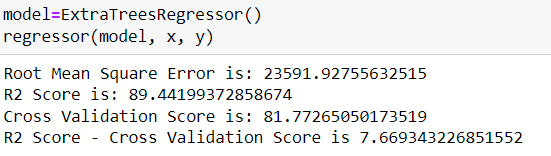 model=ExtraTreesRegressor()
regressor(model, x, y)
Root Mean Square Error is: 23591.92755632515
R2 Score is: 89.44199372858674
Cross Validation Score is: 81.77265050173519
R2 Score - Cross Validation Score is 7.669343226851552